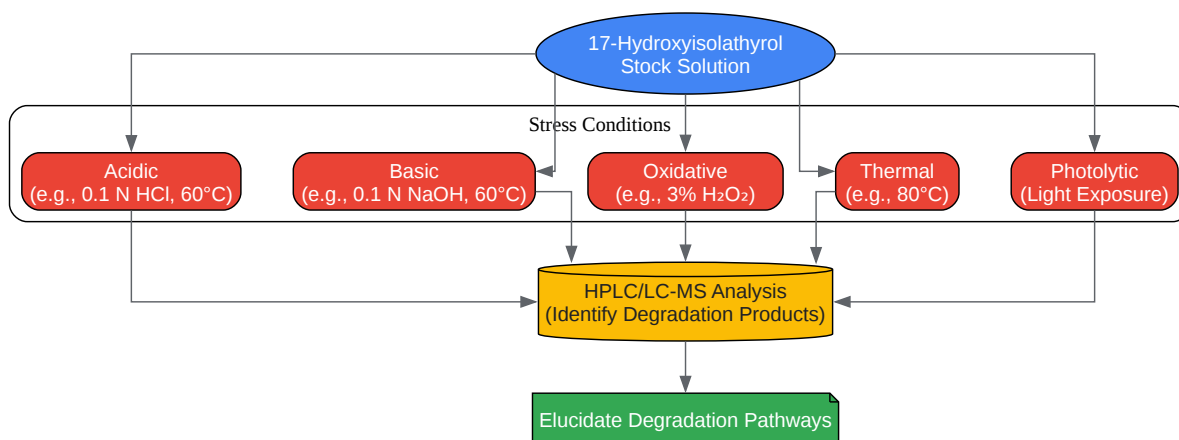 17-Hydroxyisolathyrol
Stock Solution
Stress Conditions
Acidic
(e.g., 0.1 N HCl, 60°C)
Basic
(e.g., 0.1 N NaOH, 60°C)
Oxidative
(e.g., 3% H₂O₂)
Thermal
(e.g., 80°C)
Photolytic
(Light Exposure)
HPLC/LC-MS Analysis
(Identify Degradation Products)
Elucidate Degradation Pathways